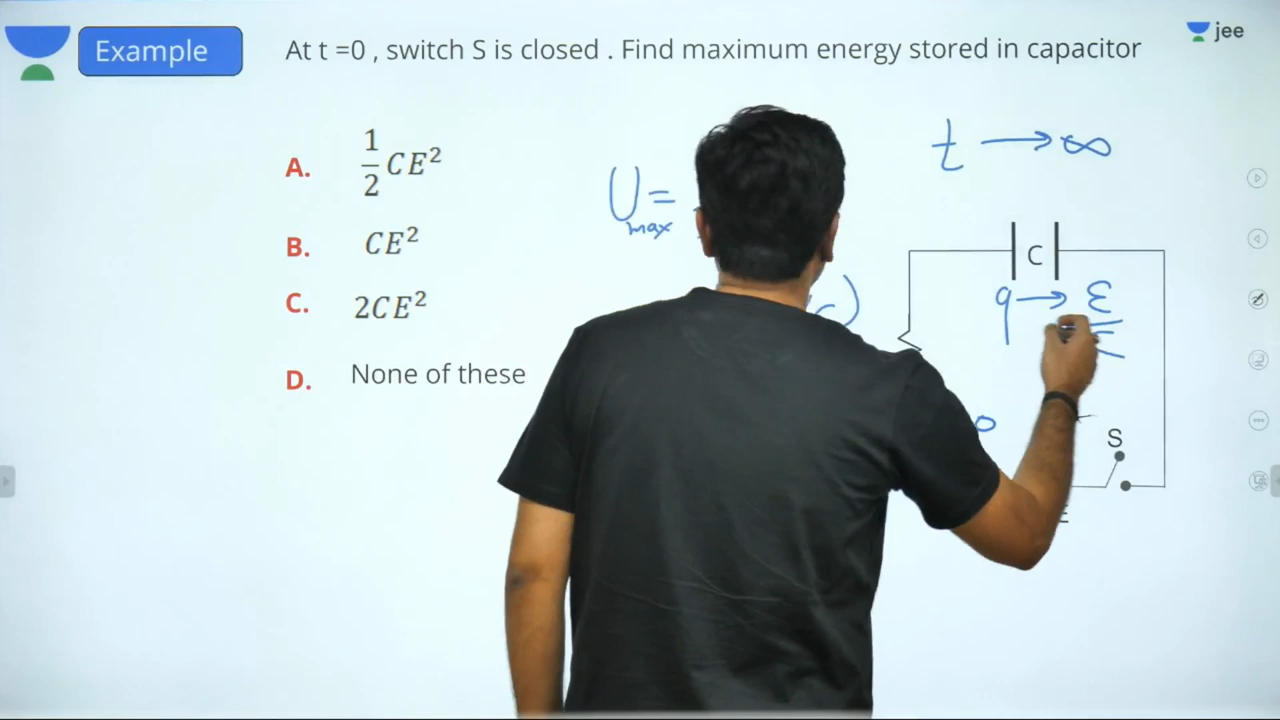 Example
At t =0 , switch S is closed . Find maximum energy stored in capacitor
jee
A. 1/2 CE²
B. CE²
C. 2CE²
D. None of these
U max =
t → ∞
C
q → ε
S
E